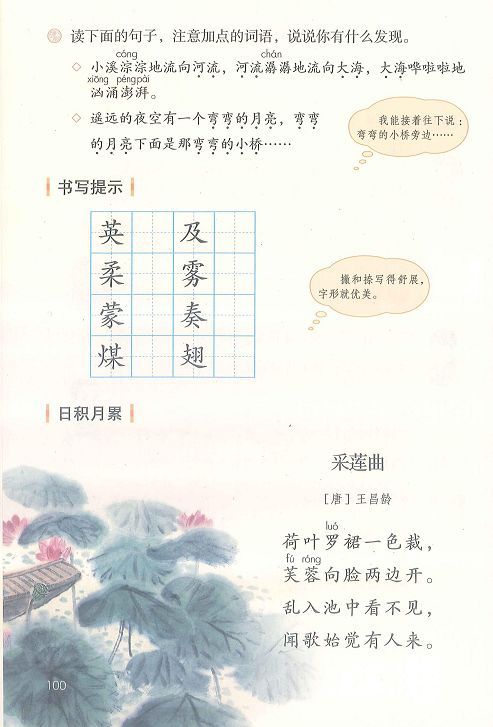 读下面的句子，注意加点的词语，说说你有什么发现。
cóng chán
◇ 小溪淙淙地流向河流，河流潺潺地流向大海，大海哗啦啦地
xiōng péngpài
汹涌澎湃。
◇ 遥远的夜空有一个弯弯的月亮，弯弯
的月亮下面是那弯弯的小桥……
我能接着往下说：
弯弯的小桥旁边……
书写提示
英 及
柔 雾
蒙 奏
煤 翅
撇和捺写得舒展，
字形就优美。
日积月累
采莲曲
［唐］王昌龄
luó
荷叶罗裙一色裁，
fú róng
芙蓉向脸两边开。
乱入池中看不见，
闻歌始觉有人来。
100